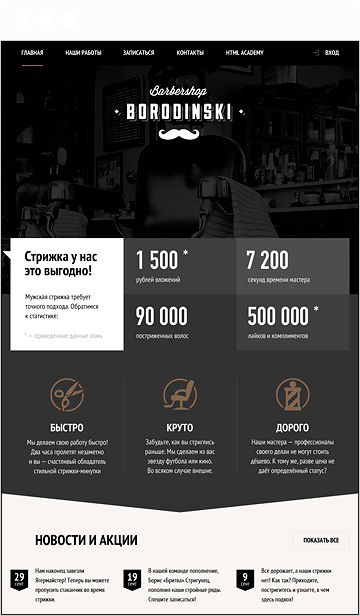 ГЛАВНАЯ НАШИ РАБОТЫ ЗАПИСАТЬСЯ КОНТАКТЫ HTML ACADEMY ВХОД
Barbershop
BORODINSKI
Стрижка у нас
это выгодно!
Мужская стрижка требует
точного подхода. Обратимся
к статистике:
* — приведённые данные ложь
1 500 *
рублей вложений
7 200
секунд времени мастера
90 000
постриженных волос
500 000 *
лайков и комплиментов
БЫСТРО
Мы делаем свою работу быстро!
Два часа пролетят незаметно
и вы — счастливый обладатель
стильной стрижки-минутки
КРУТО
Забудьте, как вы стриглись
раньше. Мы сделаем из вас
звезду футбола или кино.
Во всяком случае внешне.
ДОРОГО
Наши мастера — профессионалы
своего дела и не могут стоить
дёшево. К тому же, разве цена не
даёт определённый статус?
НОВОСТИ И АКЦИИ
ПОКАЗАТЬ ВСЕ
29
СЕНТ
Нам наконец завезли
Ягермайстер! Теперь вы можете
пропустить стаканчик во время
стрижки.
19
СЕНТ
В нашей команде пополнение,
Борис «Бритва» Стригунец,
пополнил наши стройные ряды.
Спешите записаться!
9
СЕНТ
Все дорожает, а наши стрижки
нет! Как так? Приходите,
постригитесь и узнаете, в чем
здесь подвох!